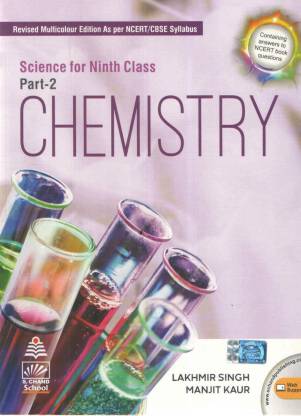 Revised Multicolour Edition As per NCERT/CBSE Syllabus
Containing
answers to
NCERT book
questions
Science for Ninth Class
Part-2
CHEMISTRY
S. CHAND
School
LAKHMIR SINGH
MANJIT KAUR
Web